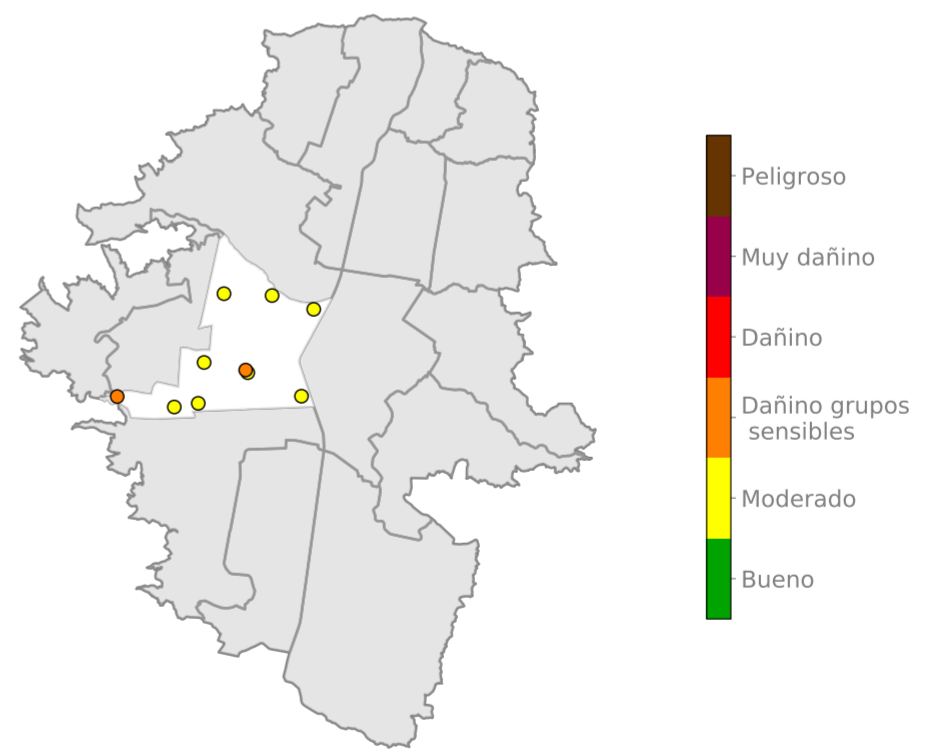 Peligroso
Muy dañino
Dañino
Dañino grupos
sensibles
Moderado
Bueno